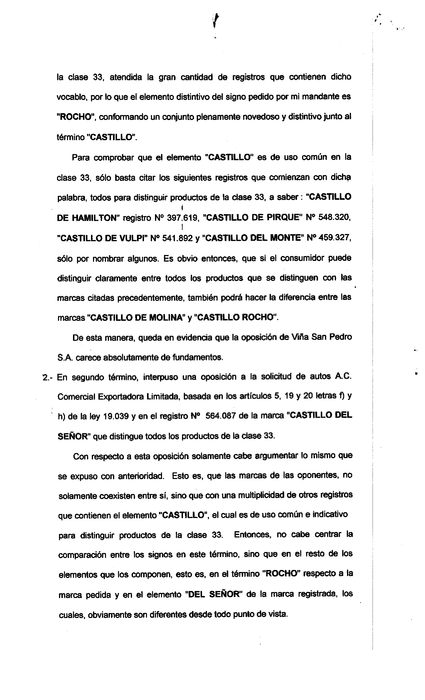 la clase 33, atendida la gran cantidad de registros que contienen dicho
vocablo, por lo que el elemento distintivo del signo pedido por mi mandante es
"ROCHO", conformando un conjunto plenamente novedoso y distintivo junto al
término "CASTILLO".
Para comprobar que el elemento "CASTILLO" es de uso común en la
clase 33, sólo basta citar los siguientes registros que comienzan con dicha
palabra, todos para distinguir productos de la clase 33, a saber : "CASTILLO
DE HAMILTON" registro Nº 397.619, "CASTILLO DE PIRQUE" Nº 548.320,
"CASTILLO DE VULPI" Nº 541.892 y "CASTILLO DEL MONTE" Nº 459.327,
sólo por nombrar algunos. Es obvio entonces, que si el consumidor puede
distinguir claramente entre todos los productos que se distinguen con las
marcas citadas precedentemente, también podrá hacer la diferencia entre las
marcas "CASTILLO DE MOLINA" y "CASTILLO ROCHO".
De esta manera, queda en evidencia que la oposición de Viña San Pedro
S.A. carece absolutamente de fundamentos.
2.- En segundo término, interpuso una oposición a la solicitud de autos A.C.
Comercial Exportadora Limitada, basada en los artículos 5, 19 y 20 letras f) y
h) de la ley 19.039 y en el registro Nº 564.087 de la marca "CASTILLO DEL
SEÑOR" que distingue todos los productos de la clase 33.
Con respecto a esta oposición solamente cabe argumentar lo mismo que
se expuso con anterioridad. Esto es, que las marcas de las oponentes, no
solamente coexisten entre sí, sino que con una multiplicidad de otros registros
que contienen el elemento "CASTILLO", el cual es de uso común e indicativo
para distinguir productos de la clase 33. Entonces, no cabe centrar la
comparación entre los signos en este término, sino que en el resto de los
elementos que los componen, esto es, en el término "ROCHO" respecto a la
marca pedida y en el elemento "DEL SEÑOR" de la marca registrada, los
cuales, obviamente son diferentes desde todo punto de vista.